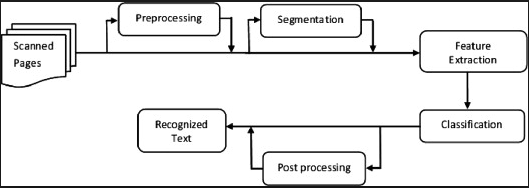 Preprocessing
Segmentation
Scanned
Pages
Feature
Extraction
Classification
Recognized
Text
Post processing